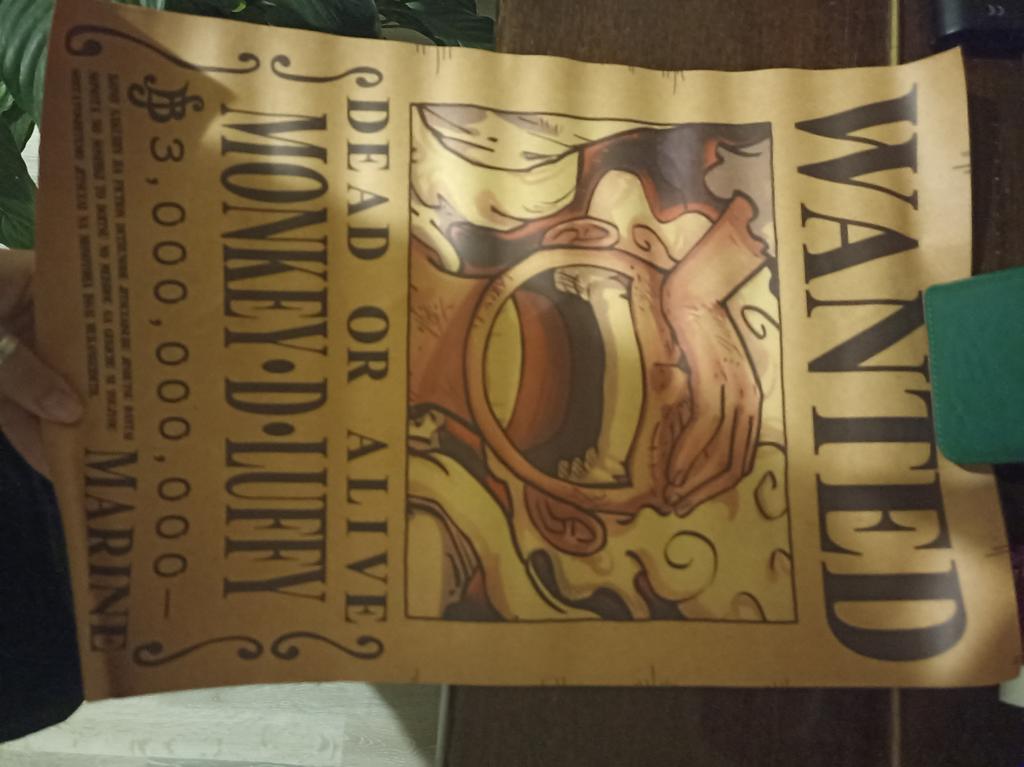 WANTED
DEAD OR ALIVE
MONKEY•D•LUFFY
฿3,000,000,000—
MARINE